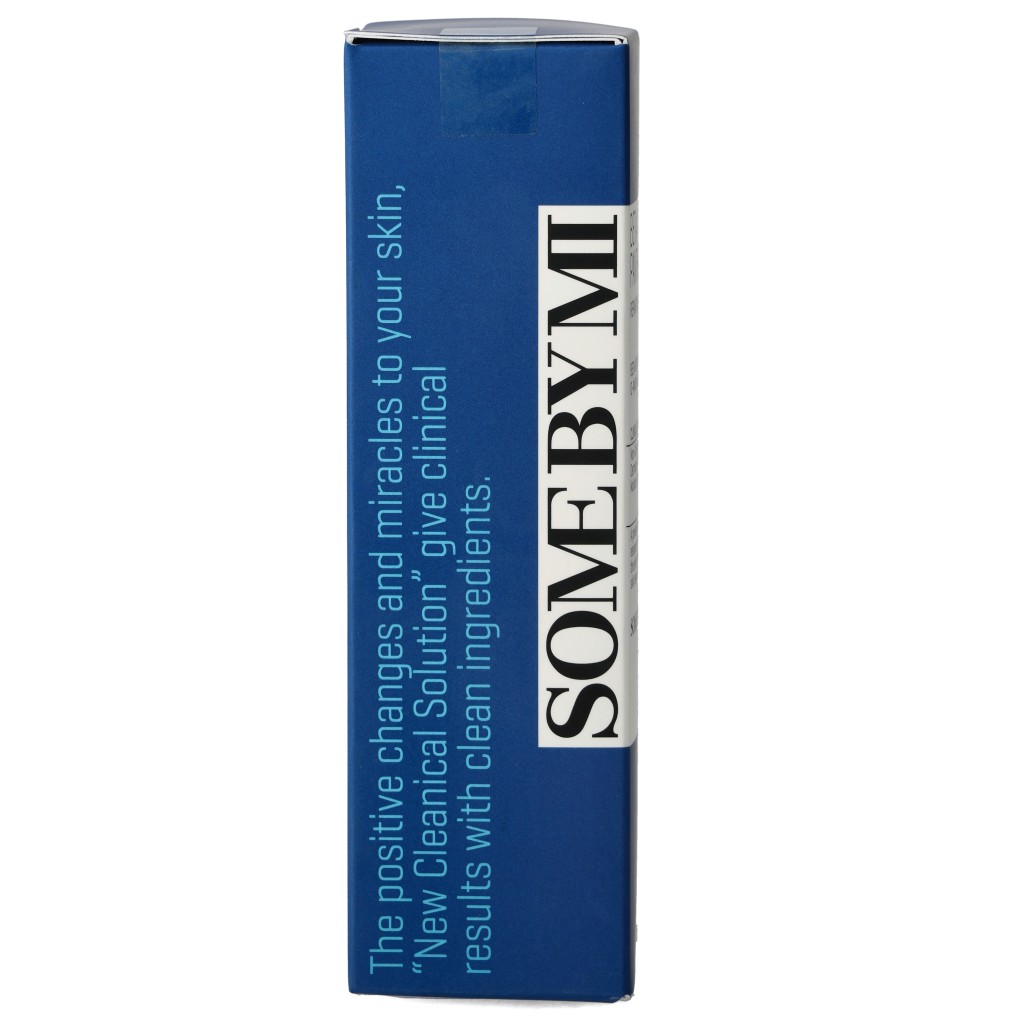 The positive changes and miracles to your skin,
“New Cleanical Solution” give clinical
results with clean ingredients.
SOMEBYMI